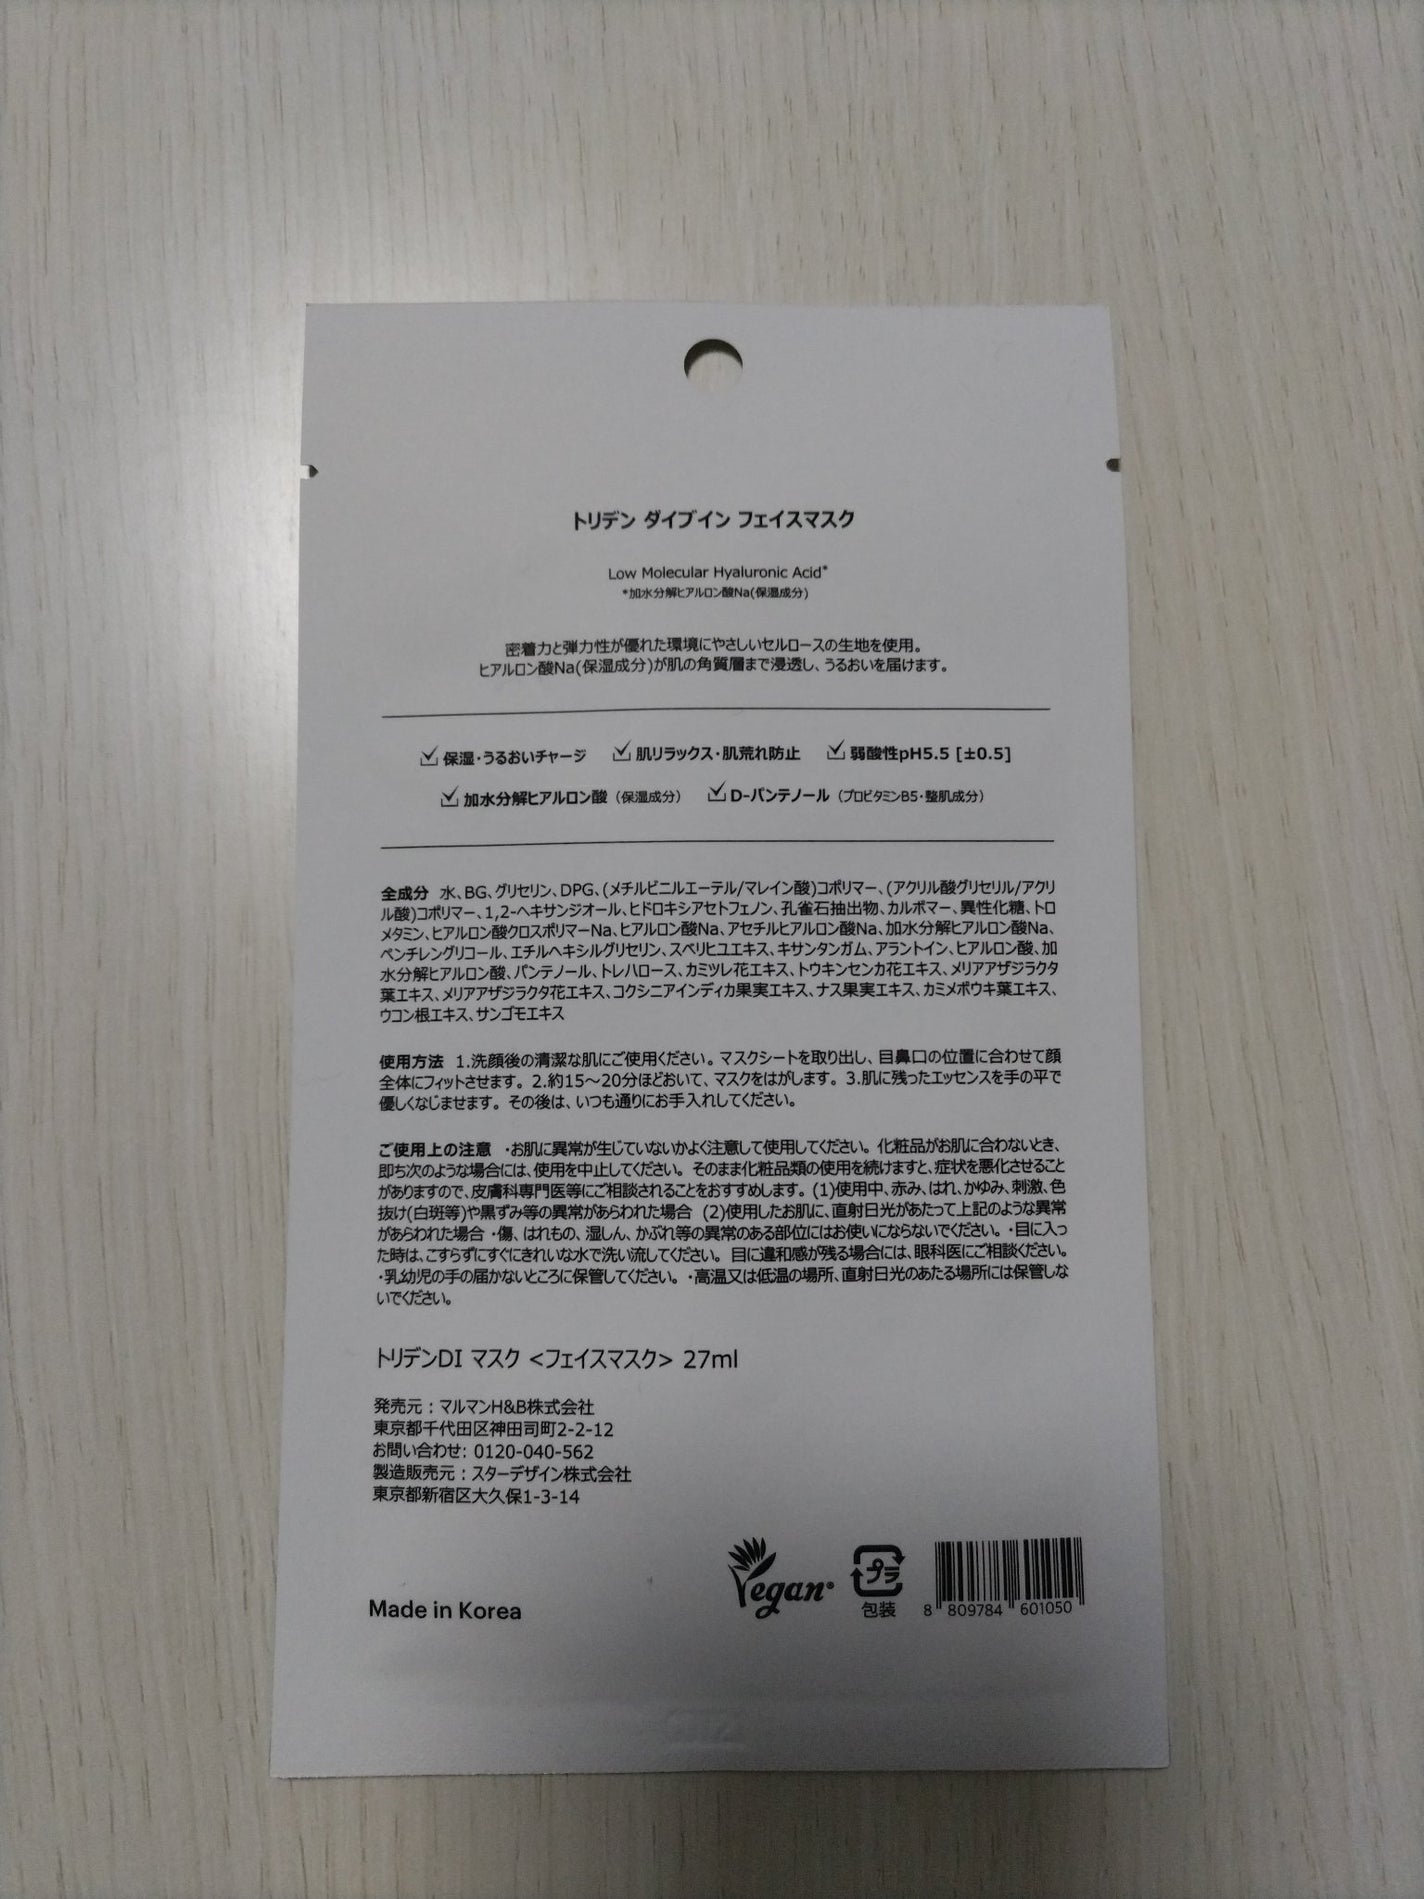 トリデン ダイブイン フェイスマスク
Low Molecular Hyaluronic Acid*
*加水分解ヒアルロン酸Na(保湿成分)
密着力と弾力性が優れた環境にやさしいセルロースの生地を使用。
ヒアルロン酸Na(保湿成分)が肌の角質層まで浸透し、うるおいを届けます。
保湿・うるおいチャージ 肌リラックス・肌荒れ防止 弱酸性pH5.5 [±0.5]
加水分解ヒアルロン酸（保湿成分） D-パンテノール（プロビタミンB5・整肌成分）
全成分 水、BG、グリセリン、DPG、(メチルビニルエーテル/マレイン酸)コポリマー、(アクリル酸グリセリル/アクリ
ル酸)コポリマー、1,2-ヘキサンジオール、ヒドロキシアセトフェノン、孔雀石抽出物、カルボマー、異性化糖、トロ
メタミン、ヒアルロン酸クロスポリマーNa、ヒアルロン酸Na、アセチルヒアルロン酸Na、加水分解ヒアルロン酸Na、
ペンチレングリコール、エチルヘキシルグリセリン、スベリヒユエキス、キサンタンガム、アラントイン、ヒアルロン酸、加
水分解ヒアルロン酸、パンテノール、トレハロース、カミツレ花エキス、トウキンセンカ花エキス、メリアアザジラクタ
葉エキス、メリアアザジラクタ花エキス、コクシニアインディカ果実エキス、ナス果実エキス、カミメボウキ葉エキス、
ウコン根エキス、サンゴモエキス
使用方法 1.洗顔後の清潔な肌にご使用ください。マスクシートを取り出し、目鼻口の位置に合わせて顔
全体にフィットさせます。2.約15～20分ほどおいて、マスクをはがします。3.肌に残ったエッセンスを手の平で
優しくなじませます。その後は、いつも通りにお手入れしてください。
ご使用上の注意 ・お肌に異常が生じていないかよく注意して使用してください。化粧品がお肌に合わないとき、
即ち次のような場合には、使用を中止してください。そのまま化粧品類の使用を続けますと、症状を悪化させること
がありますので、皮膚科専門医等にご相談されることをおすすめします。(1)使用中、赤み、はれ、かゆみ、刺激、色
抜け(白斑等)や黒ずみ等の異常があらわれた場合 (2)使用したお肌に、直射日光があたって上記のような異常
があらわれた場合 ・傷、はれもの、湿しん、かぶれ等の異常のある部位にはお使いにならないでください。・目に入っ
た時は、こすらずにすぐにきれいな水で洗い流してください。目に違和感が残る場合には、眼科医にご相談ください。
・乳幼児の手の届かないところに保管してください。・高温又は低温の場所、直射日光のあたる場所には保管しな
いでください。
トリデンDI マスク <フェイスマスク> 27ml
発売元：マルマンH&B株式会社
東京都千代田区神田司町2-2-12
お問い合わせ: 0120-040-562
製造販売元：スターデザイン株式会社
東京都新宿区大久保1-3-14
Made in Korea
Vegan
プラ
包装
8 809784 601050